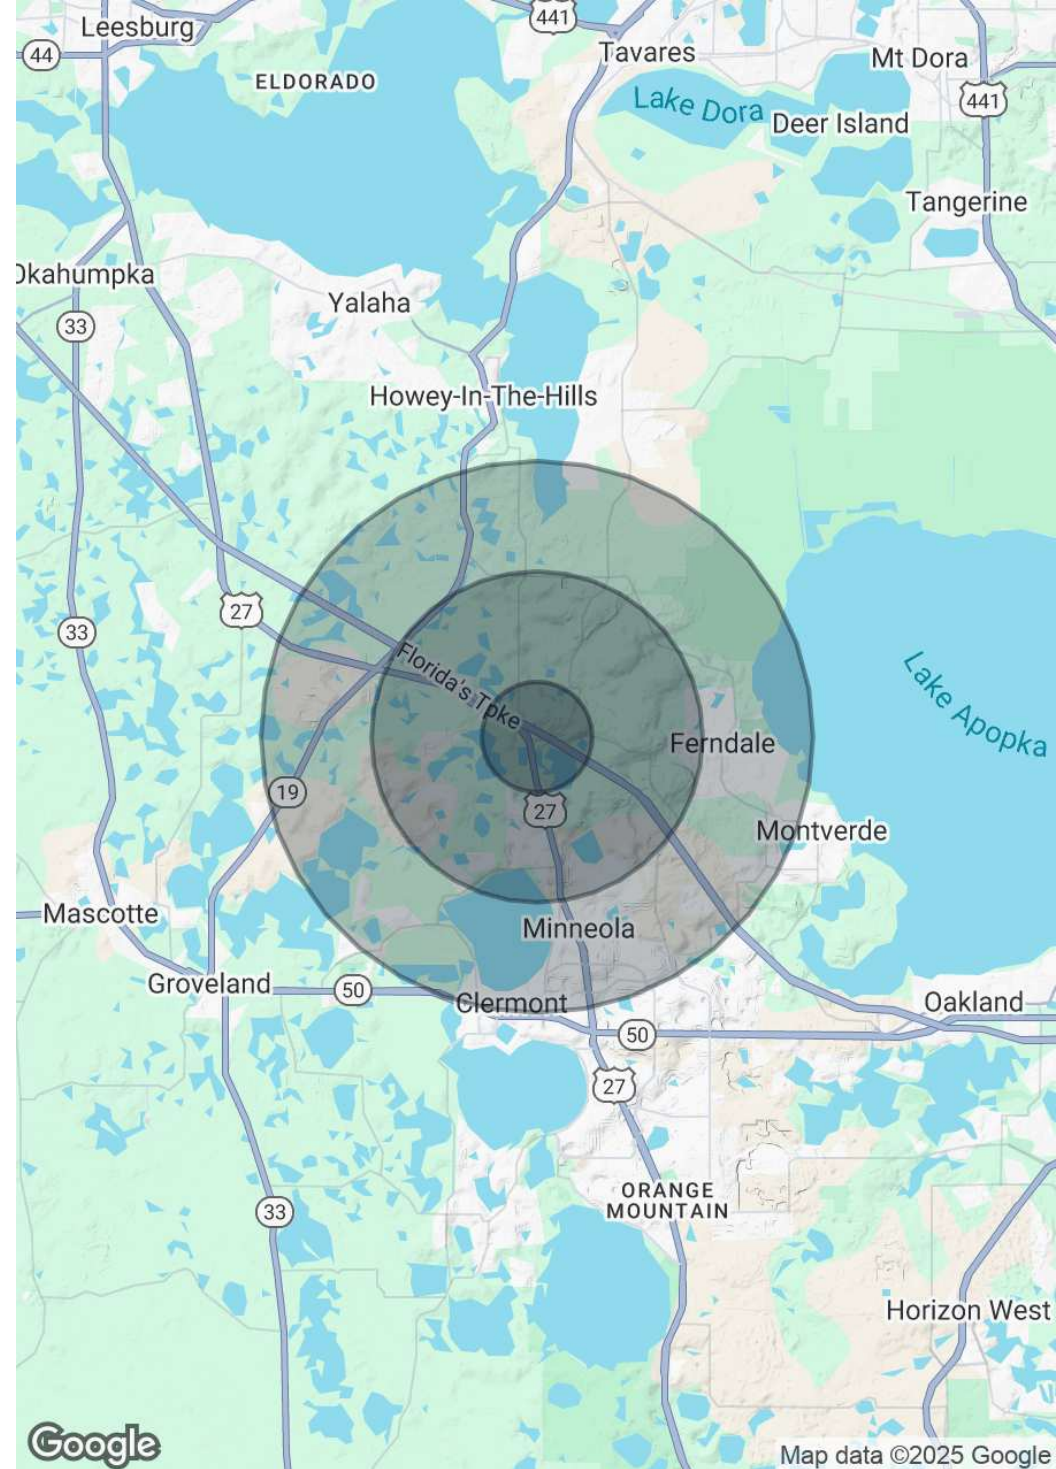 441
Leesburg
44
Tavares
Mt Dora
ELDORADO
441
Lake Dora
Deer Island
Tangerine
Okahumpka
Yalaha
33
Howey-In-The-Hills
27
33
Florida's Tpke
Lake Apopka
Ferndale
19
27
Montverde
Mascotte
Minneola
Groveland
50
Clermont
Oakland
50
27
ORANGE
MOUNTAIN
33
Horizon West
Google
Map data ©2025 Google